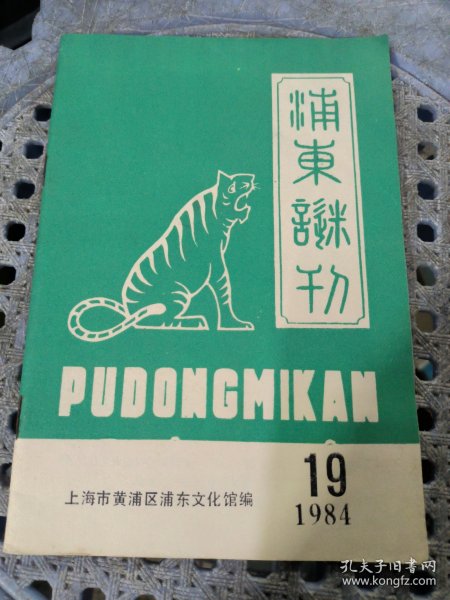 浦東謎刊
PUDONGMIKAN
上海市黄浦区浦东文化馆编
19
1984
孔夫子旧书网
www.kongfz.com